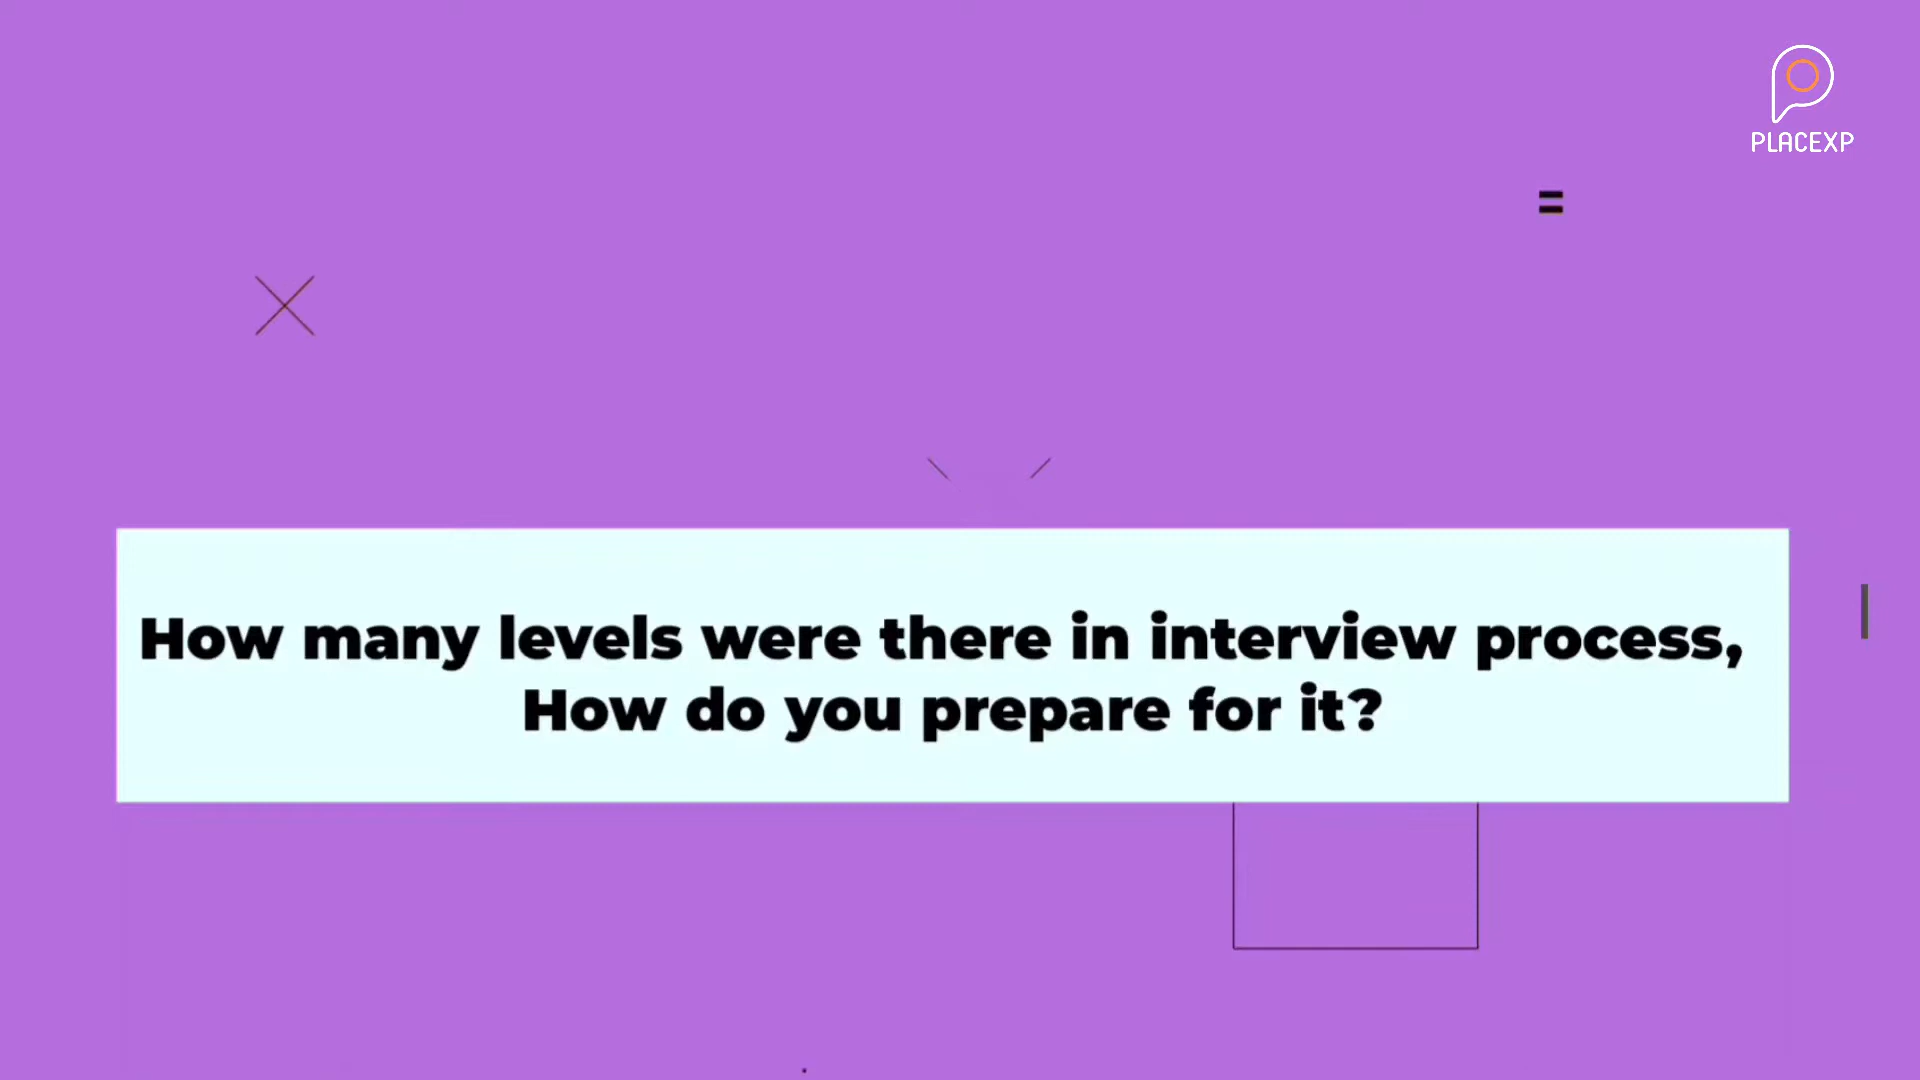 PLACEXP
How many levels were there in interview process,
How do you prepare for it?